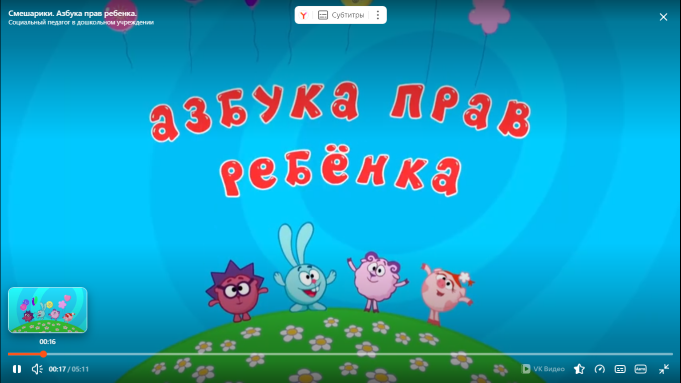 Смешарики. Азбука прав ребенка.
Социальный педагог в дошкольном учреждении
Субтитры
азбука прав
ребёнка
00:16
00:17 / 05:11
VK Видео